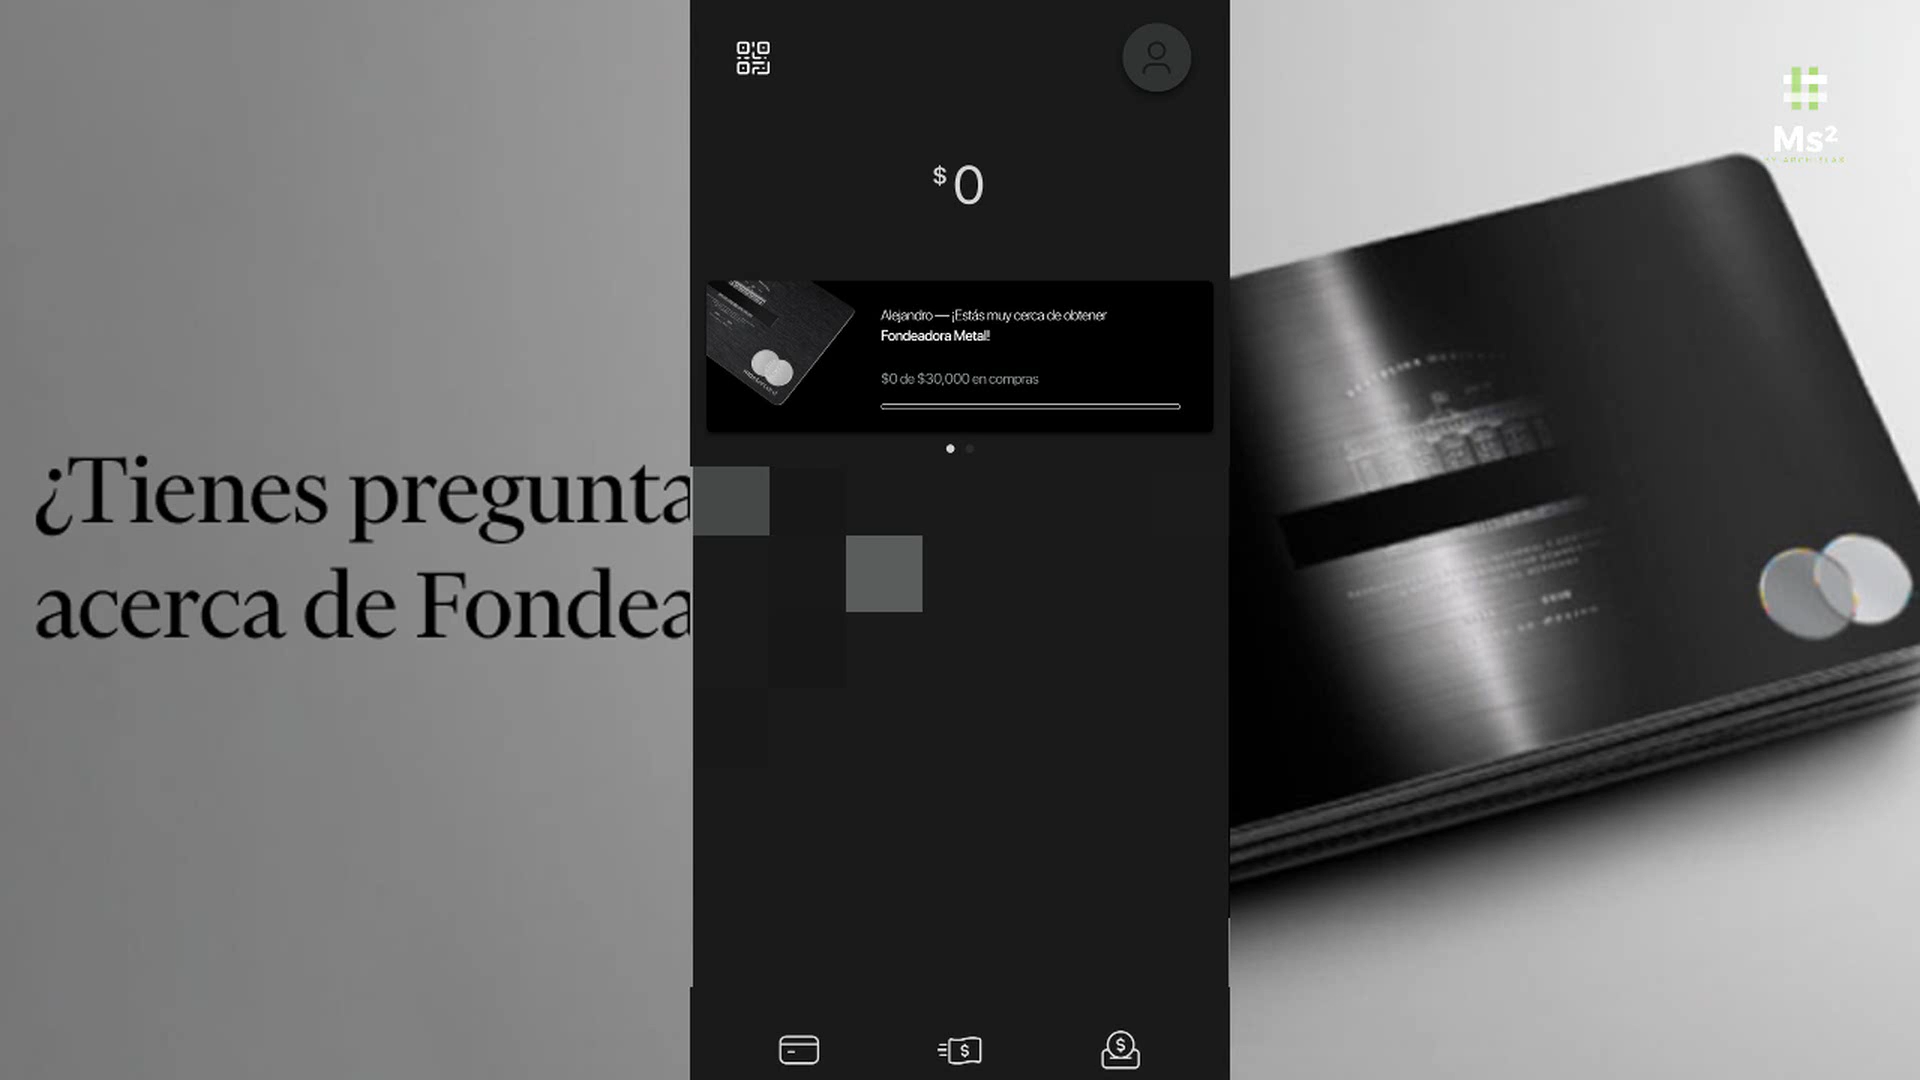 ¿Tienes pregunta
acerca de Fondea
$0
Alejandro — ¡Estás muy cerca de obtener
Fondeadora Metal!
$0 de $30,000 en compras
Ms²